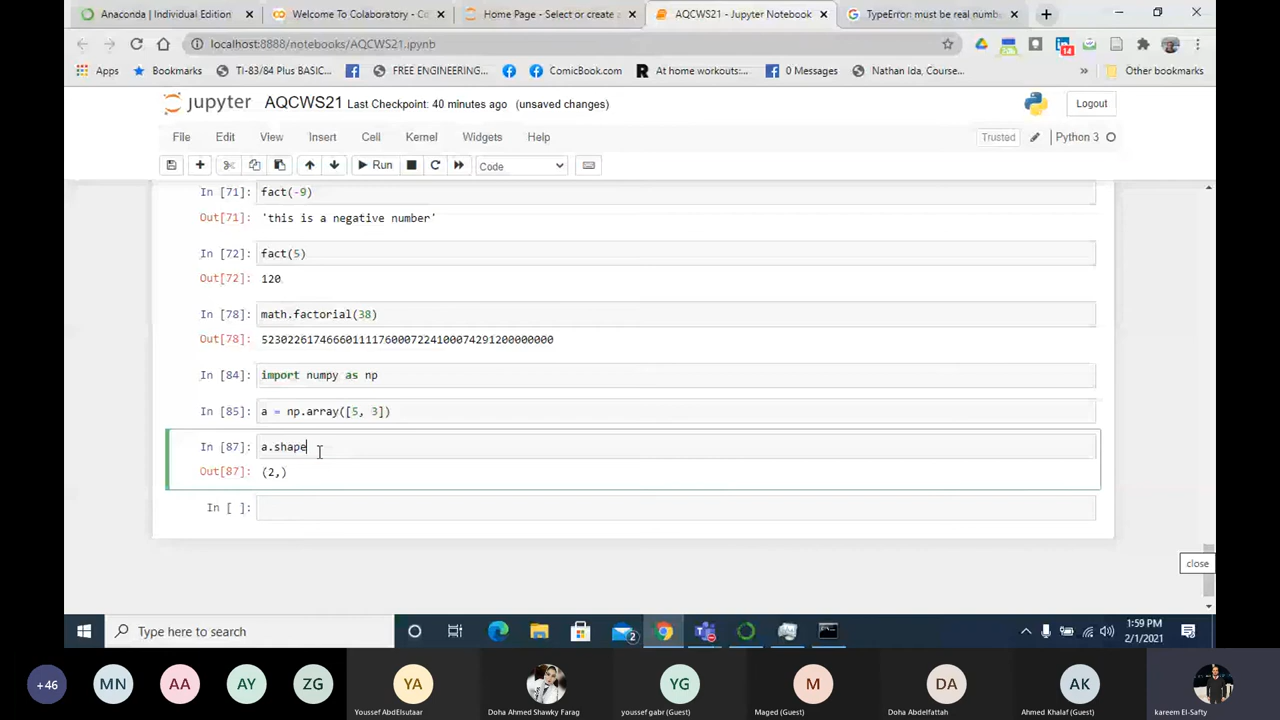 Anaconda | Individual Edition
Welcome To Colaboratory - Co
Home Page - Select or create a
AQCWS21 - Jupyter Notebook
TypeError: must be real numbe
localhost:8888/notebooks/AQCWS21.ipynb
14
Apps
Bookmarks
TI-83/84 Plus BASIC...
FREE ENGINEERING...
ComicBook.com
At home workouts:...
0 Messages
Nathan Ida, Course...
»
Other bookmarks
jupyter
AQCWS21 Last Checkpoint: 40 minutes ago (unsaved changes)
Logout
File
Edit
View
Insert
Cell
Kernel
Widgets
Help
Trusted
Python 3
Run
Code
In [71]: fact(-9)
Out[71]: 'this is a negative number'
In [72]: fact(5)
Out[72]: 120
In [78]: math.factorial(38)
Out[78]: 523022617466601111760007224100074291200000000
In [84]: import numpy as np
In [85]: a = np.array([5, 3])
In [87]: a.shape
Out[87]: (2,)
In [ ]:
close
Type here to search
2
1:59 PM
2/1/2021
+46
MN
AA
AY
ZG
YA
YG
M
DA
AK
Youssef AbdElsutaar
Doha Ahmed Shawky Farag
youssef gabr (Guest)
Maged (Guest)
Doha Abdelfattah
Ahmed Khalaf (Guest)
kareem El-Safty